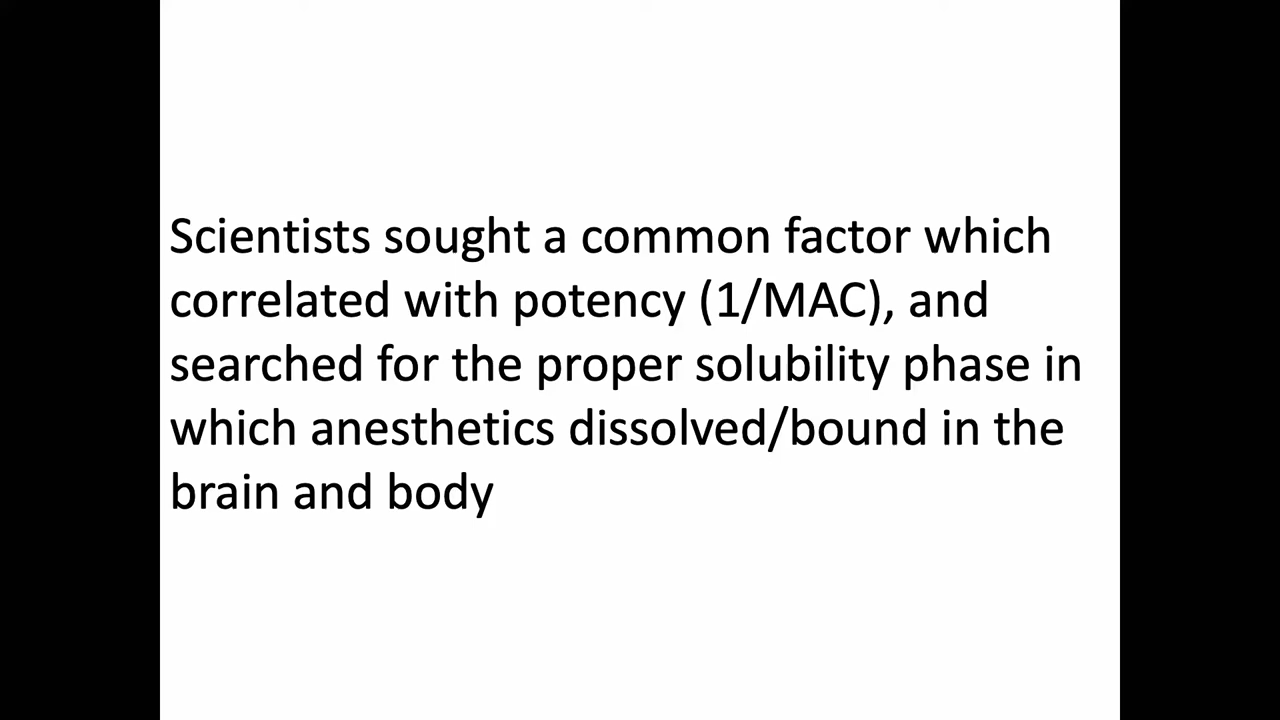 Scientists sought a common factor which
correlated with potency (1/MAC), and
searched for the proper solubility phase in
which anesthetics dissolved/bound in the
brain and body